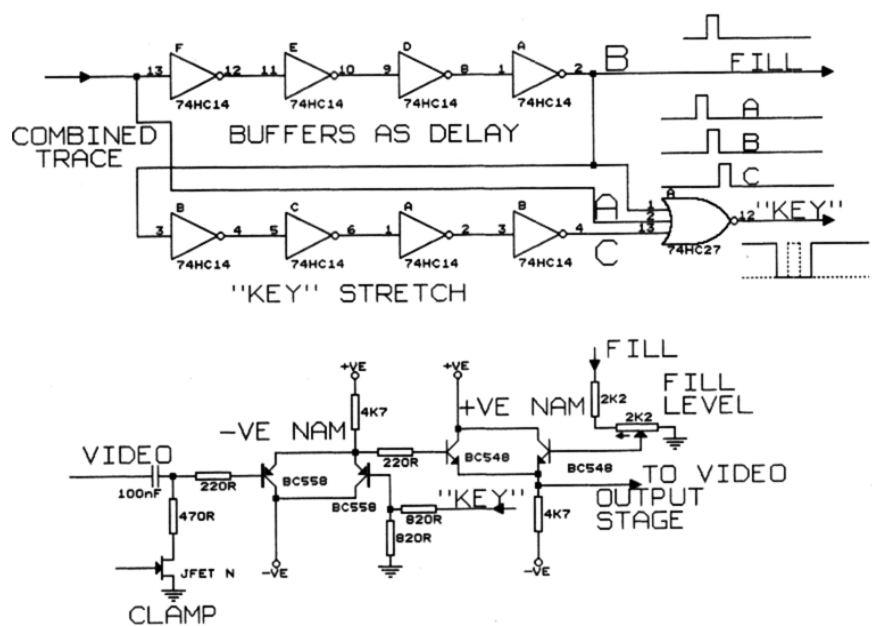 F E D A
13 12 11 10 9 8 1 2 B FILL
74HC14 74HC14 74HC14 74HC14
COMBINED TRACE
BUFFERS AS DELAY
A
B
C
B C A B A A
3 4 5 6 1 2 3 4 1 2 13 12 "KEY"
74HC14 74HC14 74HC14 74HC14 C 74HC27
"KEY" STRETCH
FILL
+VE +VE
2K2 FILL LEVEL
4K7 +VE NAM 2K2
-VE NAM
VIDEO 220R
100nF 220R BC558 BC548 BC548
BC558 "KEY" TO VIDEO OUTPUT STAGE
470R 820R 4K7
820R
-VE -VE
JFET N
CLAMP